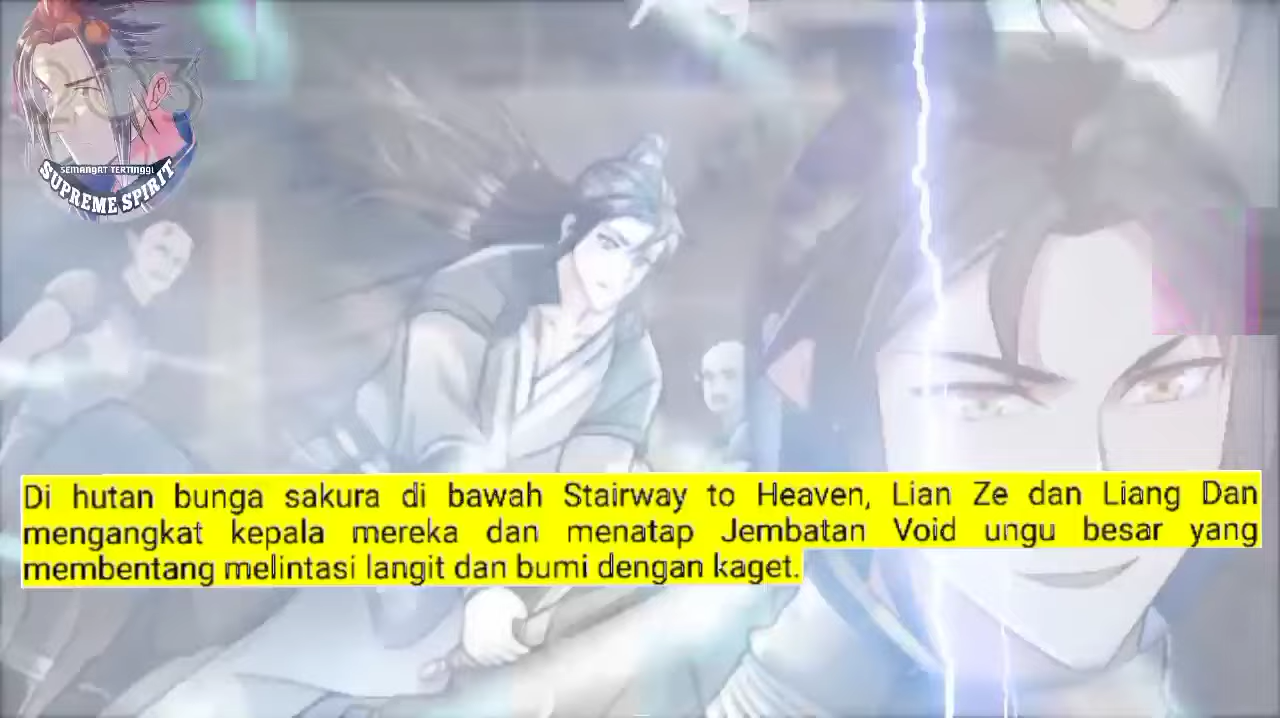 203
SEMANGAT TERTINGGI
SUPREME SPIRIT
Di hutan bunga sakura di bawah Stairway to Heaven, Lian Ze dan Liang Dan
mengangkat kepala mereka dan menatap Jembatan Void ungu besar yang
membentang melintasi langit dan bumi dengan kaget.